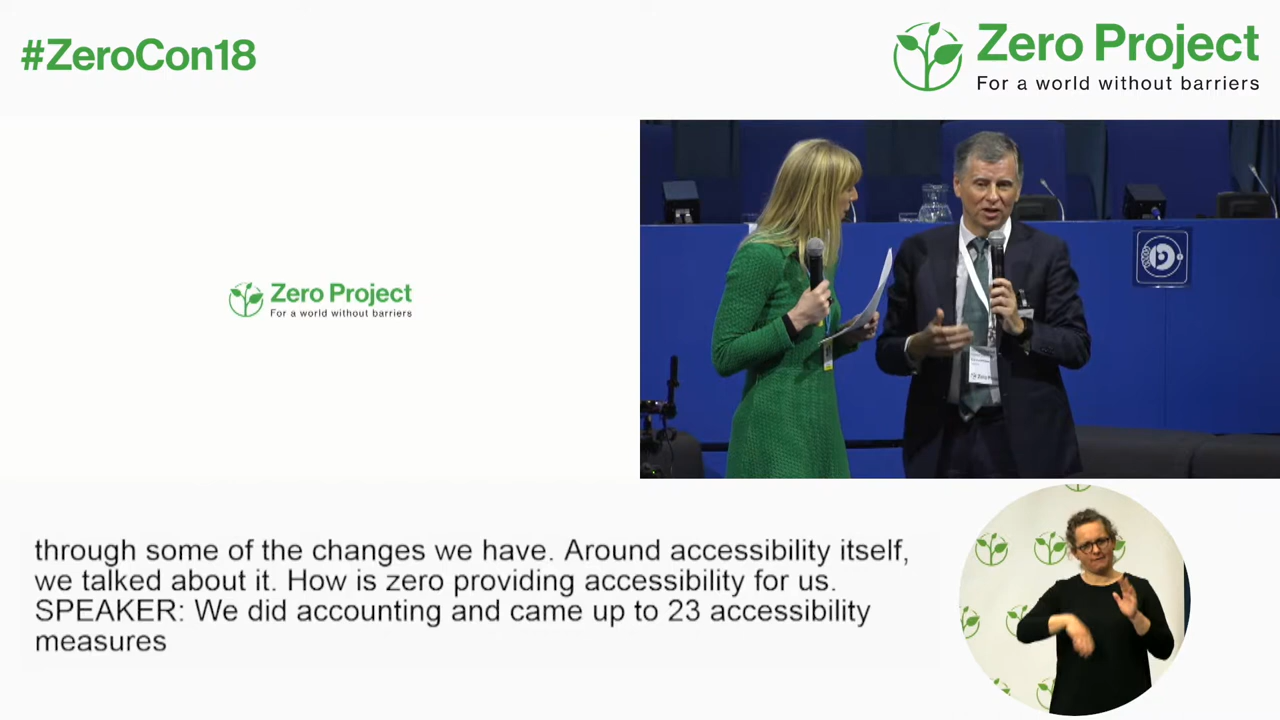 #ZeroCon18
Zero Project
For a world without barriers
Zero Project
For a world without barriers
through some of the changes we have. Around accessibility itself,
we talked about it. How is zero providing accessibility for us.
SPEAKER: We did accounting and came up to 23 accessibility
measures